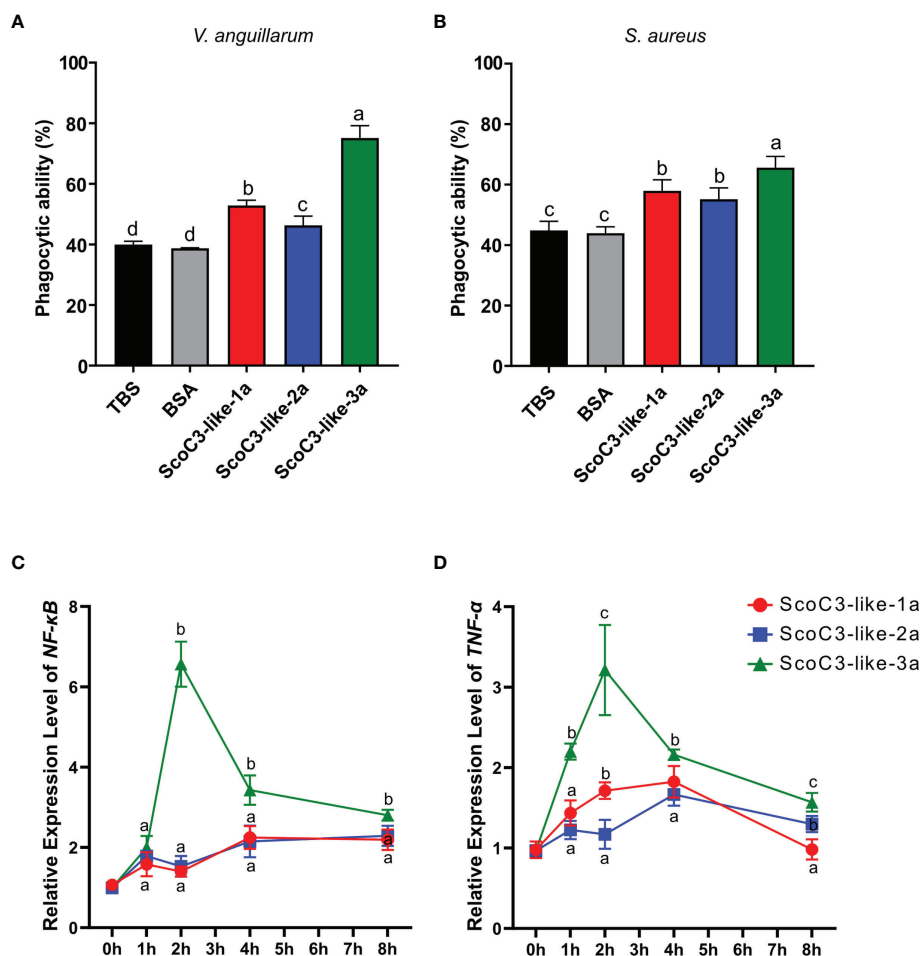 A
V. anguillarum
Phagocytic ability (%)
100
80
60
40
20
0
d
d
b
c
a
TBS
BSA
ScoC3-like-1a
ScoC3-like-2a
ScoC3-like-3a
B
S. aureus
Phagocytic ability (%)
100
80
60
40
20
0
c
c
b
b
a
TBS
BSA
ScoC3-like-1a
ScoC3-like-2a
ScoC3-like-3a
C
Relative Expression Level of NF-κB
8
6
4
2
0
a
a
b
a
b
a
a
b
a
a
0h 1h 2h 3h 4h 5h 6h 7h 8h
D
Relative Expression Level of TNF-α
4
3
2
1
0
b
a
a
c
b
a
b
a
c
b
a
0h 1h 2h 3h 4h 5h 6h 7h 8h
ScoC3-like-1a
ScoC3-like-2a
ScoC3-like-3a